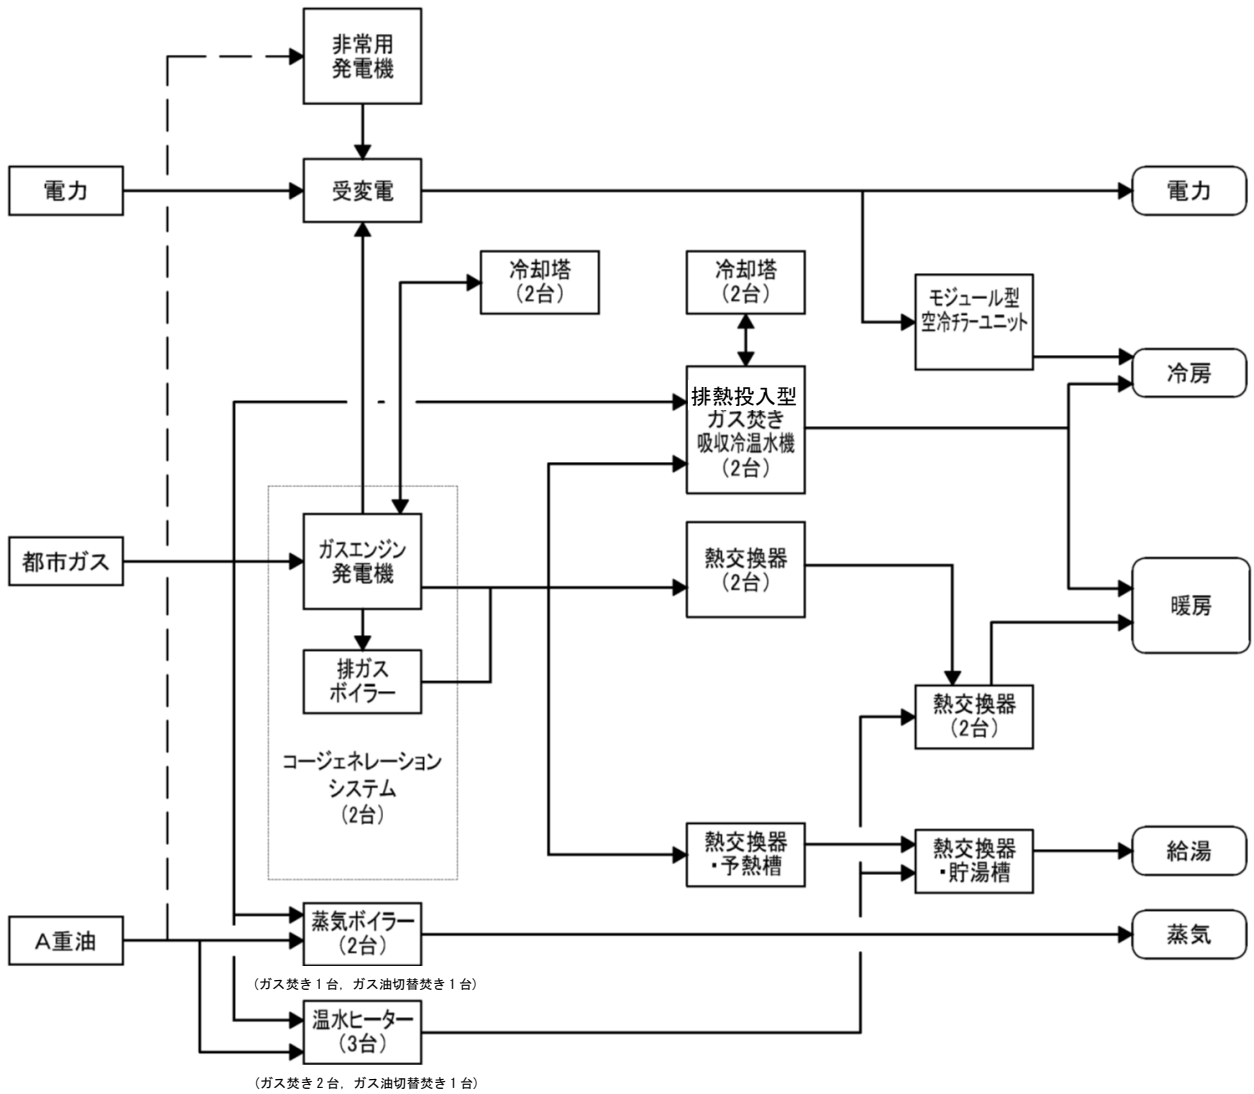 非常用
発電機
電力
受変電
電力
冷却塔
（2台）
冷却塔
（2台）
モジュール型
空冷チラーユニット
冷房
排熱投入型
ガス焚き
吸収冷温水機
（2台）
都市ガス
ガスエンジン
発電機
熱交換器
（2台）
暖房
排ガス
ボイラー
熱交換器
（2台）
コージェネレーション
システム
（2台）
熱交換器
・予熱槽
熱交換器
・貯湯槽
給湯
A重油
蒸気ボイラー
（2台）
蒸気
（ガス焚き１台，ガス油切替焚き１台）
温水ヒーター
（3台）
（ガス焚き２台，ガス油切替焚き１台）